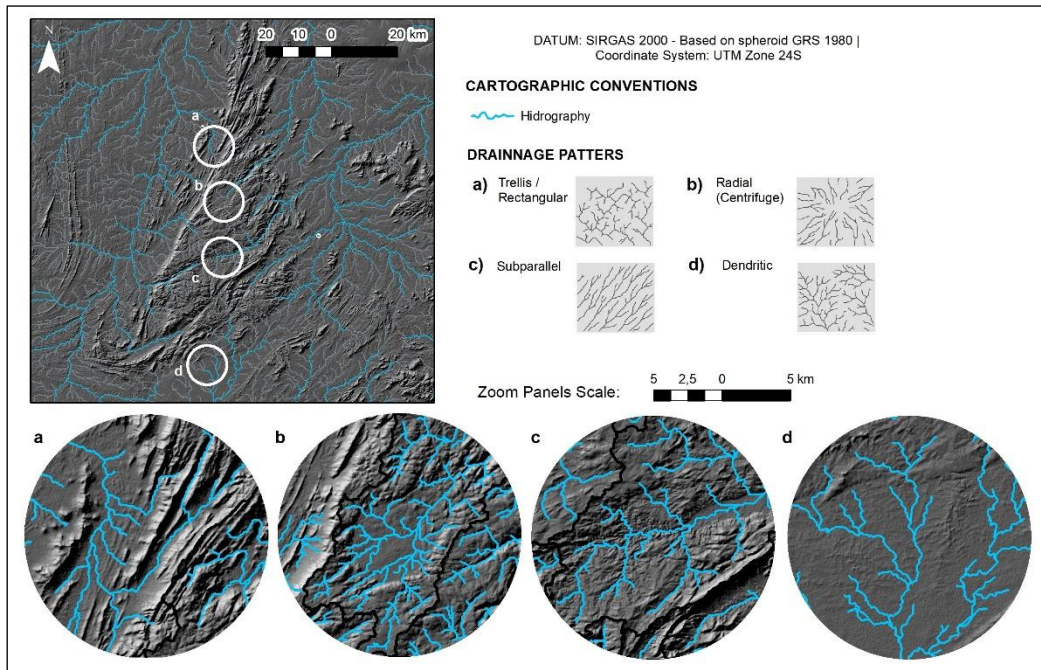 N
20 10 0 20 km
a
b
c
d
DATUM: SIRGAS 2000 - Based on spheroid GRS 1980 |
Coordinate System: UTM Zone 24S
CARTOGRAPHIC CONVENTIONS
Hidrography
DRAINNAGE PATTERS
a) Trellis /
Rectangular
b) Radial
(Centrifuge)
c) Subparallel
d) Dendritic
Zoom Panels Scale:
5 2,5 0 5 km
a
b
c
d